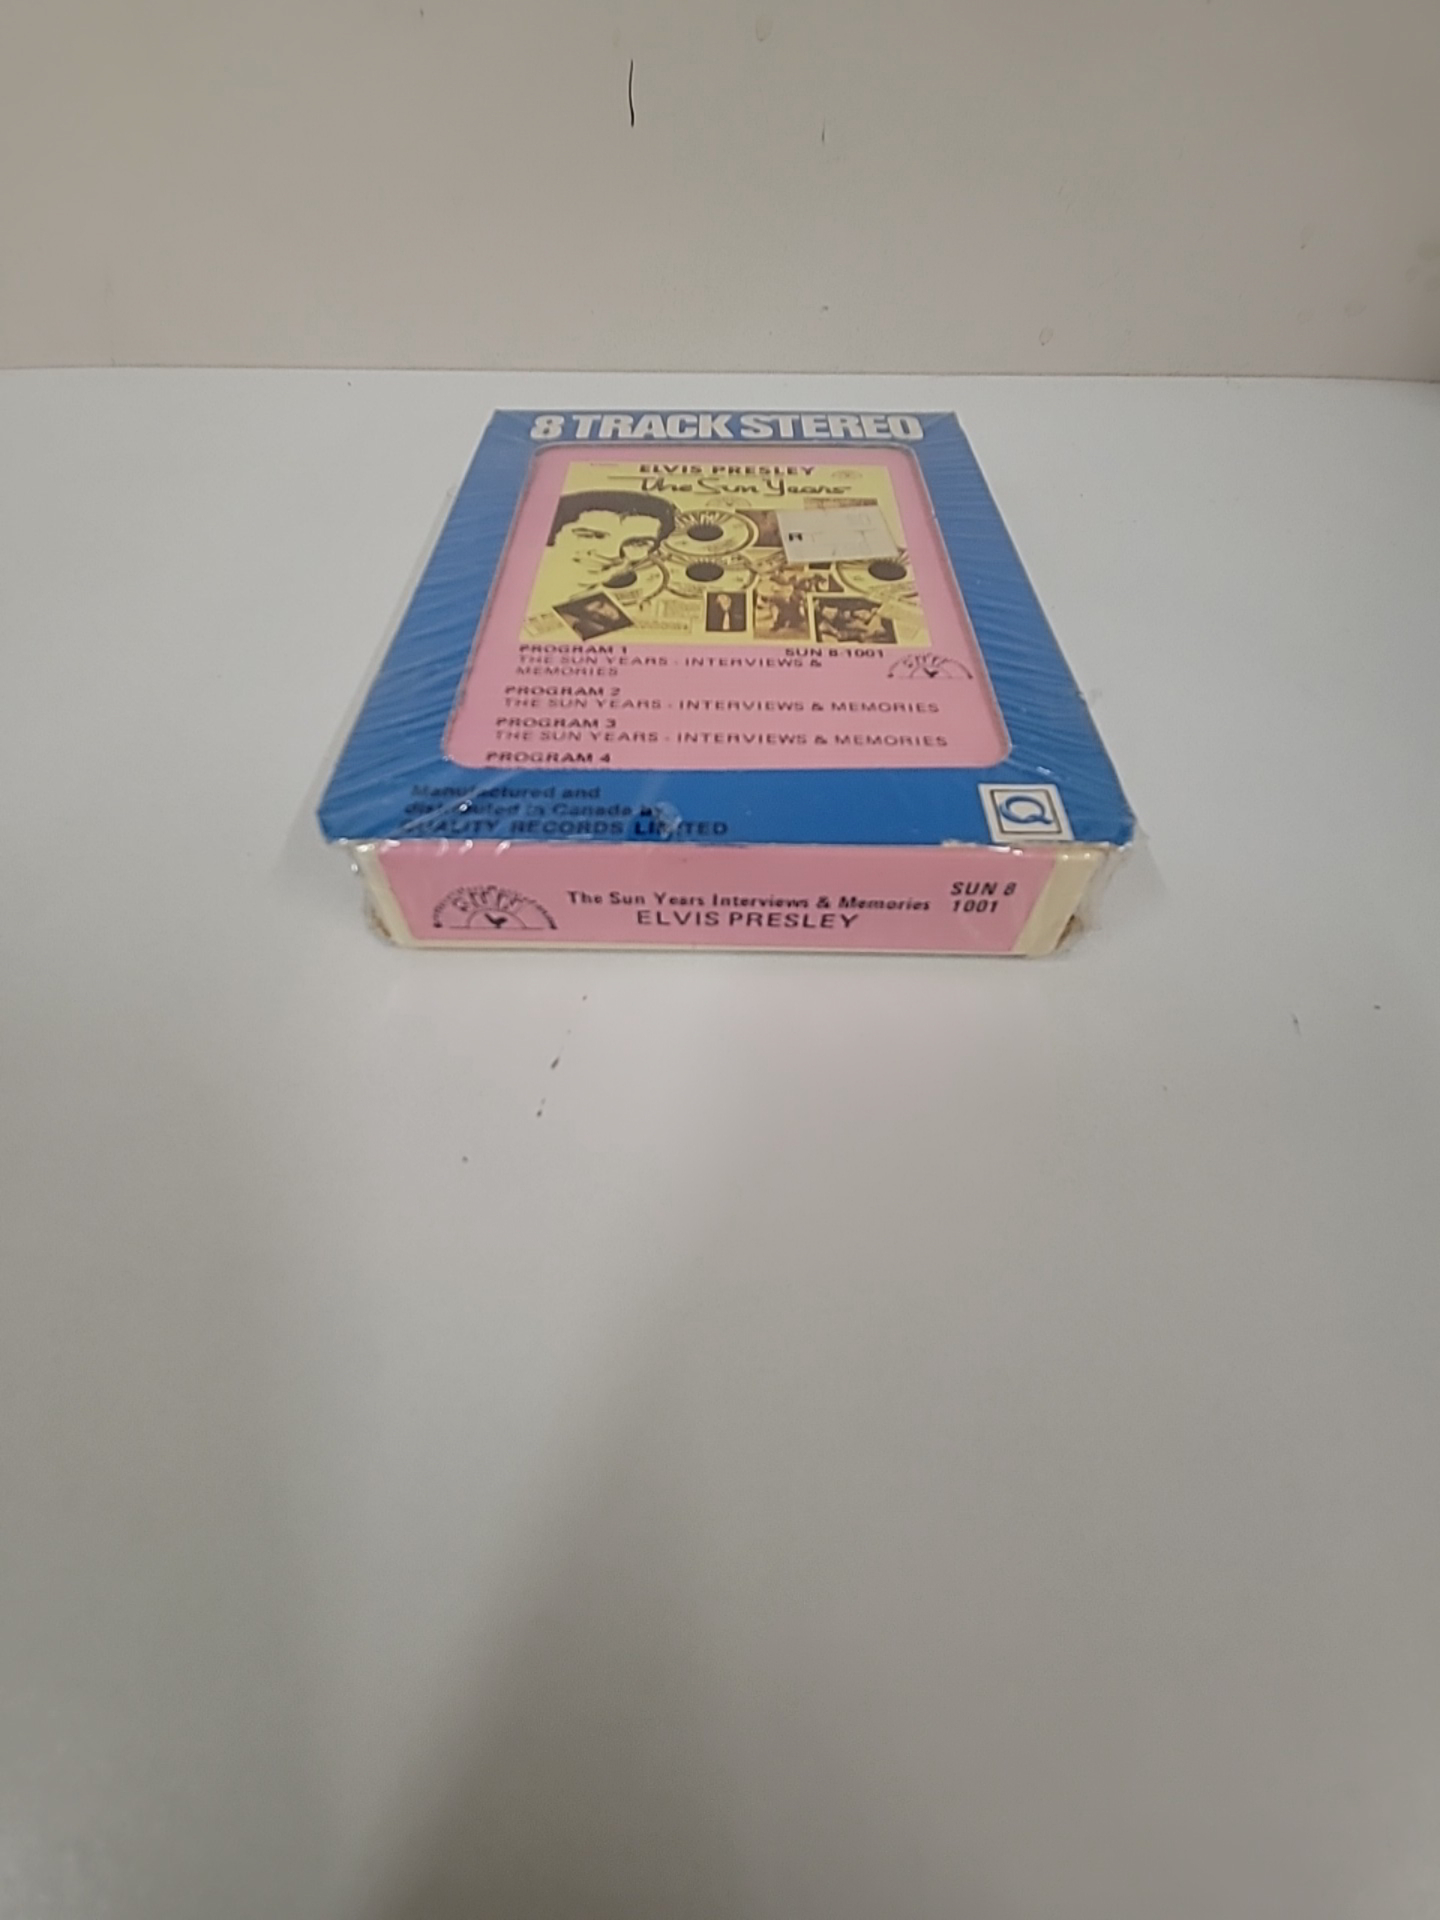 8 TRACK STEREO
ELVIS PRESLEY
The Sun Years
R
PROGRAM 1 SUN 8-1001
THE SUN YEARS - INTERVIEWS &
MEMORIES
PROGRAM 2
THE SUN YEARS - INTERVIEWS & MEMORIES
PROGRAM 3
THE SUN YEARS - INTERVIEWS & MEMORIES
PROGRAM 4
Manufactured and
distributed in Canada by
QUALITY RECORDS LIMITED
Q
The Sun Years Interviews & Memories
ELVIS PRESLEY
SUN 8
1001